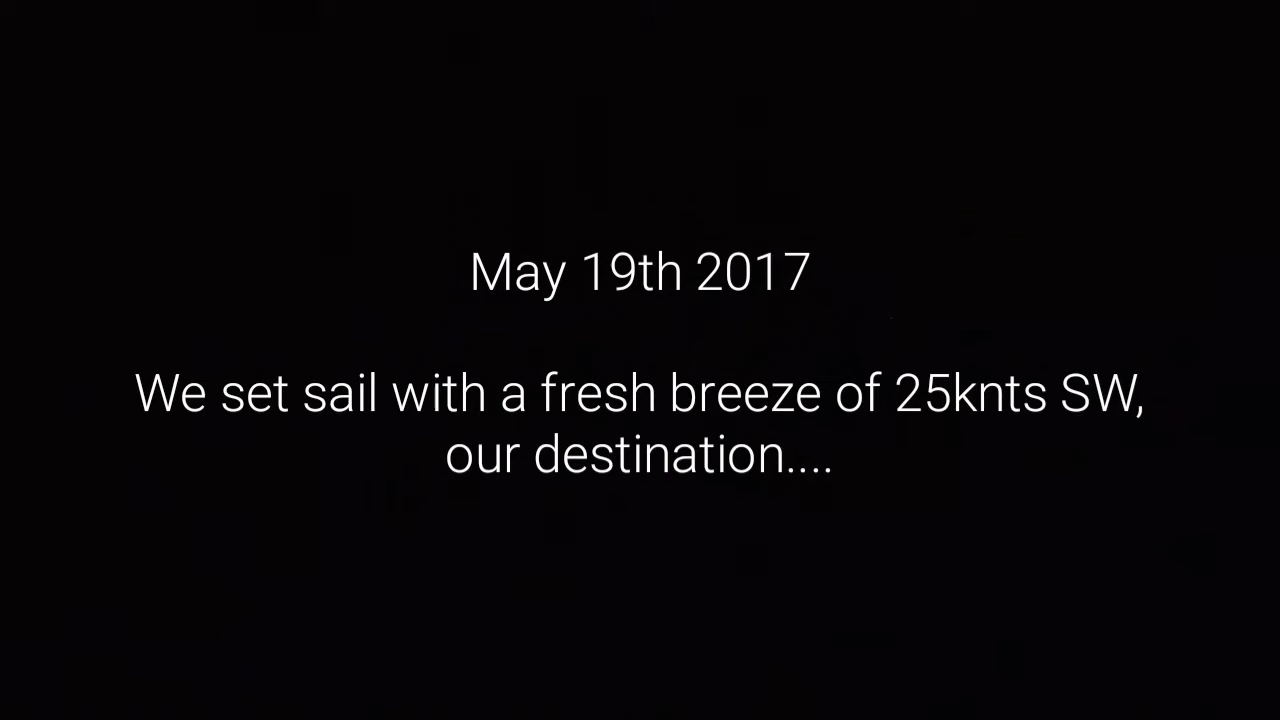 May 19th 2017
We set sail with a fresh breeze of 25knts SW,
our destination....